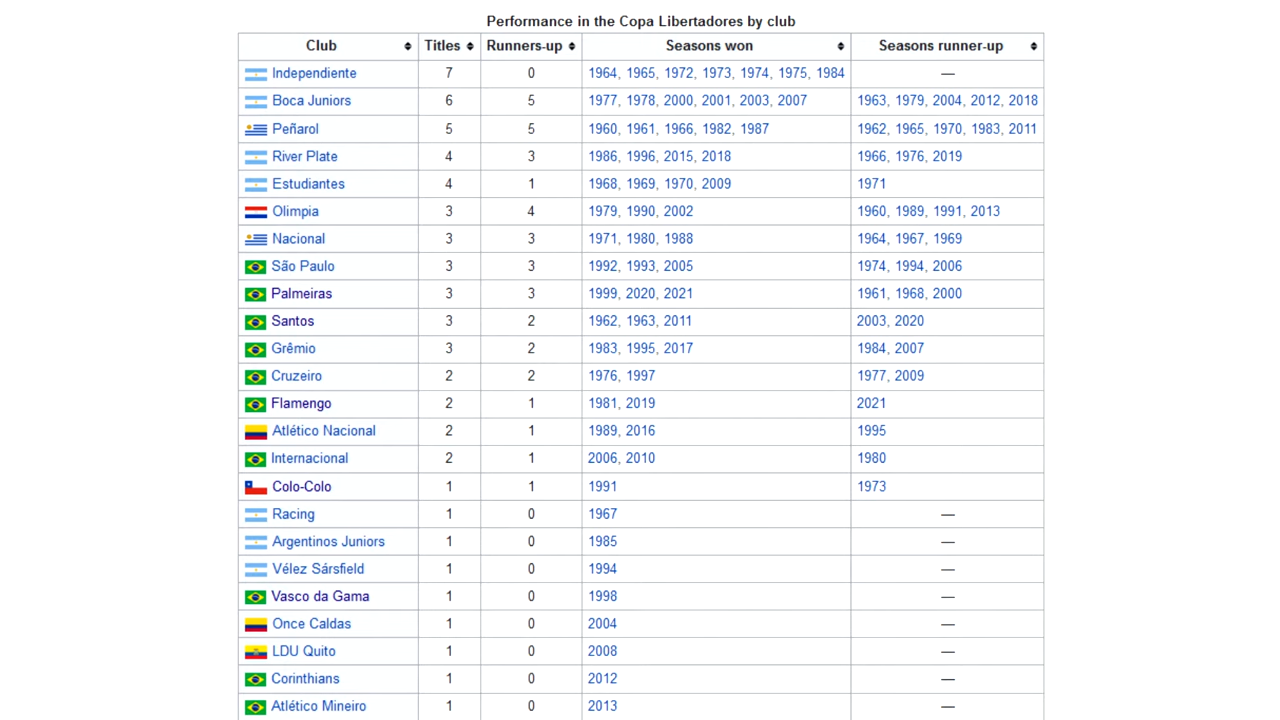 Performance in the Copa Libertadores by club
Club Titles Runners-up Seasons won Seasons runner-up
Independiente 7 0 1964, 1965, 1972, 1973, 1974, 1975, 1984 —
Boca Juniors 6 5 1977, 1978, 2000, 2001, 2003, 2007 1963, 1979, 2004, 2012, 2018
Peñarol 5 5 1960, 1961, 1966, 1982, 1987 1962, 1965, 1970, 1983, 2011
River Plate 4 3 1986, 1996, 2015, 2018 1966, 1976, 2019
Estudiantes 4 1 1968, 1969, 1970, 2009 1971
Olimpia 3 4 1979, 1990, 2002 1960, 1989, 1991, 2013
Nacional 3 3 1971, 1980, 1988 1964, 1967, 1969
São Paulo 3 3 1992, 1993, 2005 1974, 1994, 2006
Palmeiras 3 3 1999, 2020, 2021 1961, 1968, 2000
Santos 3 2 1962, 1963, 2011 2003, 2020
Grêmio 3 2 1983, 1995, 2017 1984, 2007
Cruzeiro 2 2 1976, 1997 1977, 2009
Flamengo 2 1 1981, 2019 2021
Atlético Nacional 2 1 1989, 2016 1995
Internacional 2 1 2006, 2010 1980
Colo-Colo 1 1 1991 1973
Racing 1 0 1967 —
Argentinos Juniors 1 0 1985 —
Vélez Sársfield 1 0 1994 —
Vasco da Gama 1 0 1998 —
Once Caldas 1 0 2004 —
LDU Quito 1 0 2008 —
Corinthians 1 0 2012 —
Atlético Mineiro 1 0 2013 —